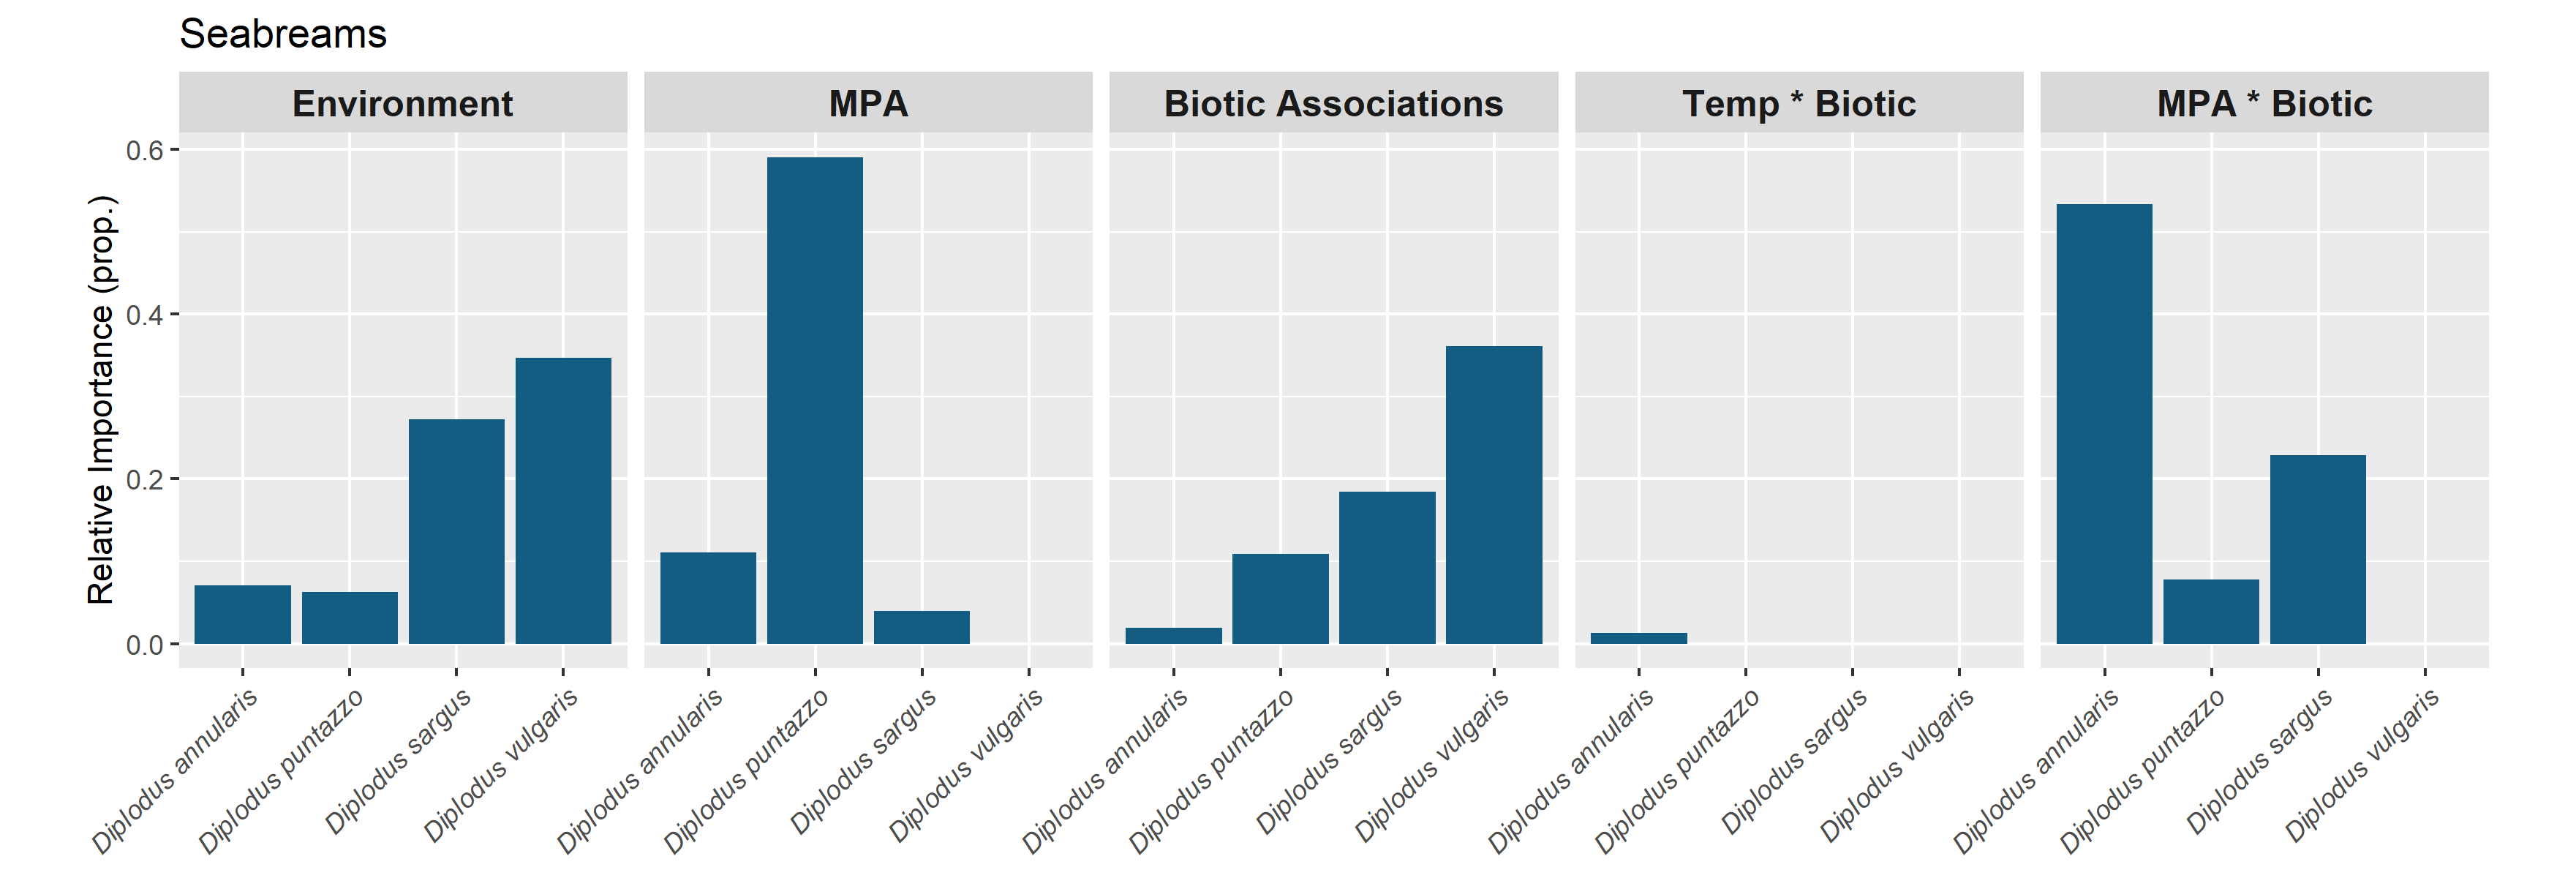 Seabreams
Environment
MPA
Biotic Associations
Temp * Biotic
MPA * Biotic
Relative Importance (prop.)
0.6
0.4
0.2
0.0
Diplodus annularis
Diplodus puntazzo
Diplodus sargus
Diplodus vulgaris
Diplodus annularis
Diplodus puntazzo
Diplodus sargus
Diplodus vulgaris
Diplodus annularis
Diplodus puntazzo
Diplodus sargus
Diplodus vulgaris
Diplodus annularis
Diplodus puntazzo
Diplodus sargus
Diplodus vulgaris
Diplodus annularis
Diplodus puntazzo
Diplodus sargus
Diplodus vulgaris